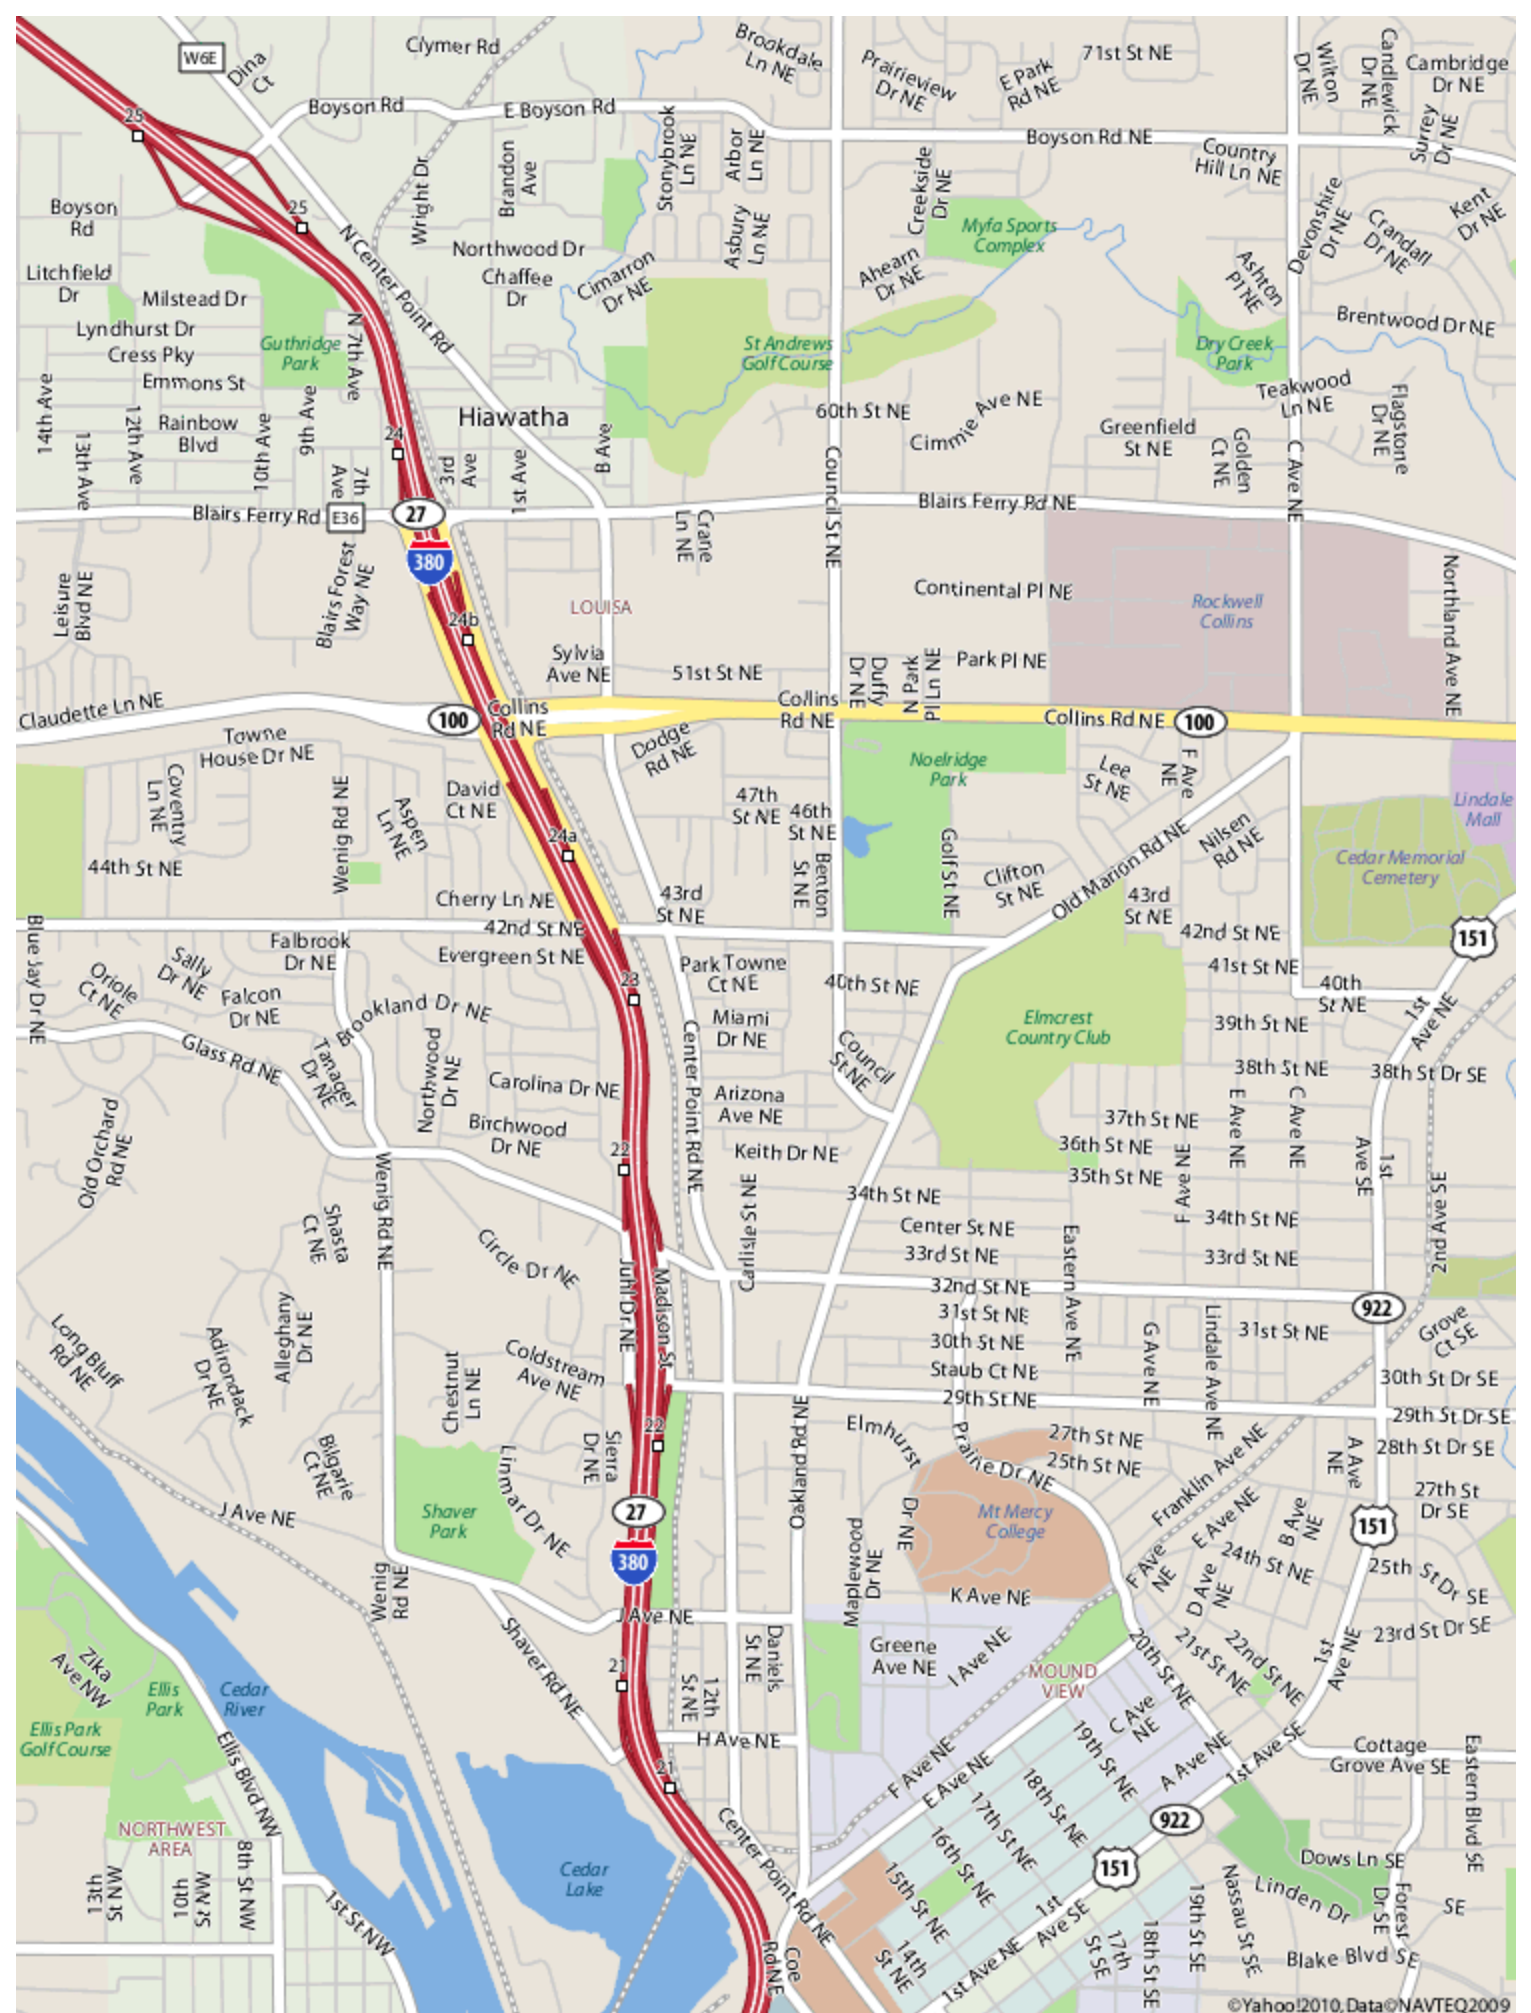 W6E
Dina
Ct
Clymer Rd
Brookdale
Ln NE
Prairieview
Dr NE
E Park
Rd NE
71st St NE
Wilton
Dr NE
Candlewick
Dr NE
Cambridge
Dr NE
25
Boyson Rd
E Boyson Rd
Stonybrook
Ln NE
Arbor
Ln NE
Boyson Rd NE
Country
Hill Ln NE
Surrey
Dr NE
Boyson
Rd
25
Wright Dr
Brandon
Ave
Asbury
Ln NE
Creekside
Dr NE
Myfa Sports
Complex
Devonshire
Dr NE
Crandall
Dr NE
Kent
Dr NE
N Center Point Rd
Northwood Dr
Chaffee
Dr
Cimarron
Dr NE
Ahearn
Dr NE
Ashton
Pl NE
Litchfield
Dr
Milstead Dr
Lyndhurst Dr
Cress Pky
Emmons St
Guthridge
Park
N 7th Ave
St Andrews
Golf Course
Dry Creek
Park
Brentwood Dr NE
Teakwood
Ln NE
14th Ave
13th Ave
12th Ave
Rainbow
Blvd
10th Ave
9th Ave
24
Hiawatha
B Ave
60th St NE
Cimmie Ave NE
Greenfield
St NE
Golden
Ct NE
Flagstone
Dr NE
7th
Ave
3rd
Ave
1st Ave
Council St NE
C Ave NE
Blairs Ferry Rd
E36
27
Blairs Ferry Rd NE
Crane
Ln NE
380
Leisure
Blvd NE
Blairs Forest
Way NE
24b
LOUISA
Continental Pl NE
Rockwell
Collins
Northland Ave NE
Sylvia
Ave NE
51st St NE
Duffy
Dr NE
N Park
Pl Ln NE
Park Pl NE
Claudette Ln NE
100
Collins
Rd NE
Collins
Rd NE
Collins Rd NE
100
Towne
House Dr NE
Dodge
Rd NE
Noelridge
Park
Lee
St NE
F Ave
NE
Coventry
Ln NE
Wenig Rd NE
Aspen
Ln NE
David
Ct NE
47th
St NE
46th
St NE
Lindale
Mall
24a
Golf St NE
Nilsen
Rd NE
Cedar Memorial
Cemetery
44th St NE
Benton
St NE
Clifton
St NE
Old Marion Rd NE
Cherry Ln NE
43rd
St NE
43rd
St NE
Blue Jay Dr NE
42nd St NE
42nd St NE
151
Falbrook
Dr NE
Evergreen St NE
Sally
Dr NE
Oriole
Ct NE
Falcon
Dr NE
23
Park Towne
Ct NE
40th St NE
41st St NE
40th
St NE
Brookland Dr NE
Miami
Dr NE
Elmcrest
Country Club
39th St NE
1st
Ave NE
Glass Rd NE
Tanager
Dr NE
Northwood
Dr NE
Carolina Dr NE
Center Point Rd NE
Council
St NE
38th St NE
38th St Dr SE
Arizona
Ave NE
37th St NE
E Ave NE
C Ave NE
Old Orchard
Rd NE
Birchwood
Dr NE
22
Keith Dr NE
36th St NE
35th St NE
F Ave NE
1st
Ave SE
2nd Ave SE
Wenig Rd NE
Carlisle St NE
34th St NE
34th St NE
Shasta
Ct NE
Circle Dr NE
Center St NE
33rd St NE
Eastern Ave NE
33rd St NE
Juhl Dr NE
Madison St
32nd St NE
922
Long Bluff
Rd NE
Adirondack
Dr NE
Alleghany
Dr NE
31st St NE
30th St NE
Staub Ct NE
29th St NE
G Ave NE
Lindale Ave NE
31st St NE
Grove
Ct SE
Chestnut
Ln NE
Coldstream
Ave NE
30th St Dr SE
29th St Dr SE
Oakland Rd NE
22
Elmhurst
Dr NE
27th St NE
25th St NE
Prairie Dr NE
Franklin Ave NE
A Ave
NE
28th St Dr SE
27th St
Dr SE
Bilgarie
Ct NE
Linmar Dr NE
Sierra
Dr NE
J Ave NE
Shaver
Park
27
380
Mt Mercy
College
E Ave NE
B Ave
NE
151
Maplewood
Dr NE
24th St NE
25th St Dr SE
Wenig
Rd NE
K Ave NE
F Ave
NE
D Ave
NE
J Ave NE
Shaver Rd NE
Daniels
St NE
Greene
Ave NE
I Ave NE
MOUND
VIEW
20th St NE
21st St NE
22nd St NE
1st
Ave NE
23rd St Dr SE
Zika
Ave NW
Ellis
Park
Cedar
River
21
12th
St NE
Ellis Park
Golf Course
Ellis Blvd NW
H Ave NE
F Ave NE
E Ave NE
C Ave
NE
19th St NE
A Ave NE
1st Ave SE
Cottage
Grove Ave SE
Eastern Blvd SE
21
18th St NE
17th St NE
16th St NE
15th St NE
14th
St NE
922
NORTHWEST
AREA
Center Point Rd NE
151
Dows Ln SE
Linden Dr
Forest
Dr SE
SE
13th
St NW
10th
St NW
8th St NW
1st St NW
Cedar
Lake
1st
Ave SE
1st Ave NE
17th
St SE
18th St SE
19th St SE
Nassau St SE
Blake Blvd SE
Coe
Rd NE
©Yahoo!2010, Data©NAVTEQ2009